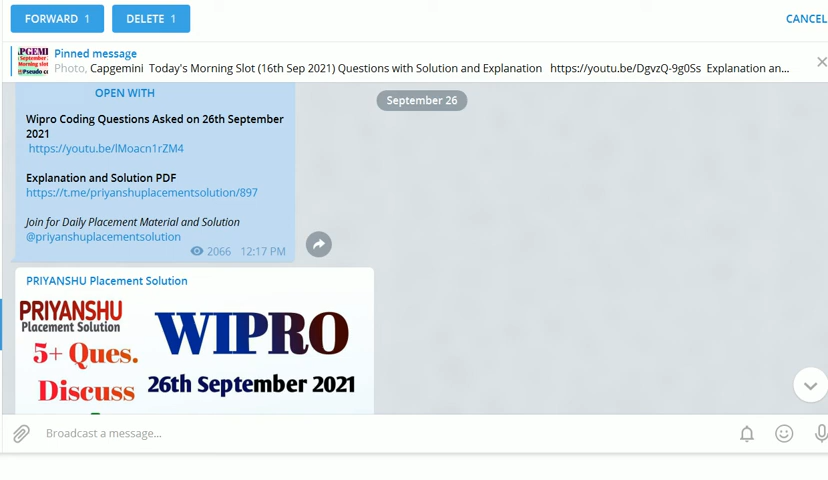 FORWARD 1 DELETE 1 CANCEL
Pinned message
Photo, Capgemini Today's Morning Slot (16th Sep 2021) Questions with Solution and Explanation https://youtu.be/DgvzQ-9g0Ss Explanation an...
OPEN WITH
September 26
Wipro Coding Questions Asked on 26th September
2021
https://youtu.be/lMoacn1rZM4
Explanation and Solution PDF
https://t.me/priyanshuplacementsolution/897
Join for Daily Placement Material and Solution
@priyanshuplacementsolution
2066 12:17 PM
PRIYANSHU Placement Solution
PRIYANSHU
Placement Solution
WIPRO
5+ Ques.
Discuss
26th September 2021
Broadcast a message...